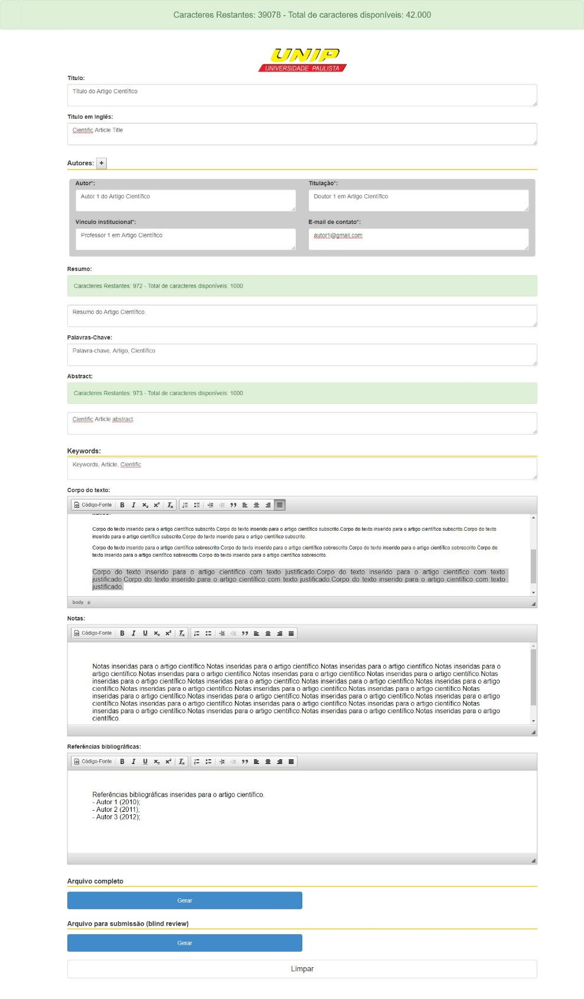 Caracteres Restantes: 39078 - Total de caracteres disponíveis: 42.000
UNIP
UNIVERSIDADE PAULISTA
Título:
Título do Artigo Científico
Título em Inglês:
Cientific Article Title
Autores: +
Autor*:
Titulação*:
Autor 1 do Artigo Científico
Doutor 1 em Artigo Científico
Vínculo institucional*:
E-mail de contato*:
Professor 1 em Artigo Científico
autor1@gmail.com
Resumo:
Caracteres Restantes: 972 - Total de caracteres disponíveis: 1000
Resumo do Artigo Científico.
Palavras-Chave:
Palavra-chave, Artigo, Científico
Abstract:
Caracteres Restantes: 973 - Total de caracteres disponíveis: 1000
Cientific Article abstract.
Keywords:
Keywords, Article, Cientific
Corpo do texto:
Código-Fonte B I x₂ x² Tx
itálico.
Corpo do texto inserido para o artigo científico subscrito.Corpo do texto inserido para o artigo científico subscrito.Corpo do texto inserido para o artigo científico subscrito.Corpo do texto
inserido para o artigo científico subscrito.Corpo do texto inserido para o artigo científico subscrito.
Corpo do texto inserido para o artigo científico sobrescrito.Corpo do texto inserido para o artigo científico sobrescrito.Corpo do texto inserido para o artigo científico sobrescrito.Corpo do
texto inserido para o artigo científico sobrescrito.Corpo do texto inserido para o artigo científico sobrescrito.
Corpo do texto inserido para o artigo científico com texto justificado.Corpo do texto inserido para o artigo científico com texto
justificado.Corpo do texto inserido para o artigo científico com texto justificado.Corpo do texto inserido para o artigo científico com texto
justificado.
body p
Notas:
Código-Fonte B I U x₂ x² Tx
Notas inseridas para o artigo científico.Notas inseridas para o artigo científico.Notas inseridas para o artigo científico.Notas inseridas para o
artigo científico.Notas inseridas para o artigo científico.Notas inseridas para o artigo científico.Notas inseridas para o artigo científico.Notas
inseridas para o artigo científico.Notas inseridas para o artigo científico.Notas inseridas para o artigo científico.Notas inseridas para o artigo
científico.Notas inseridas para o artigo científico.Notas inseridas para o artigo científico.Notas inseridas para o artigo científico.Notas
inseridas para o artigo científico.Notas inseridas para o artigo científico.Notas inseridas para o artigo científico.Notas inseridas para o artigo
científico.Notas inseridas para o artigo científico.Notas inseridas para o artigo científico.Notas inseridas para o artigo científico.Notas
inseridas para o artigo científico.Notas inseridas para o artigo científico.Notas inseridas para o artigo científico.Notas inseridas para o artigo
científico.
Referências bibliográficas:
Código-Fonte B I U x₂ x² Tx
Referências bibliográficas inseridas para o artigo científico.
- Autor 1 (2010);
- Autor 2 (2011);
- Autor 3 (2012);
Arquivo completo
Gerar
Arquivo para submissão (blind review)
Gerar
Limpar